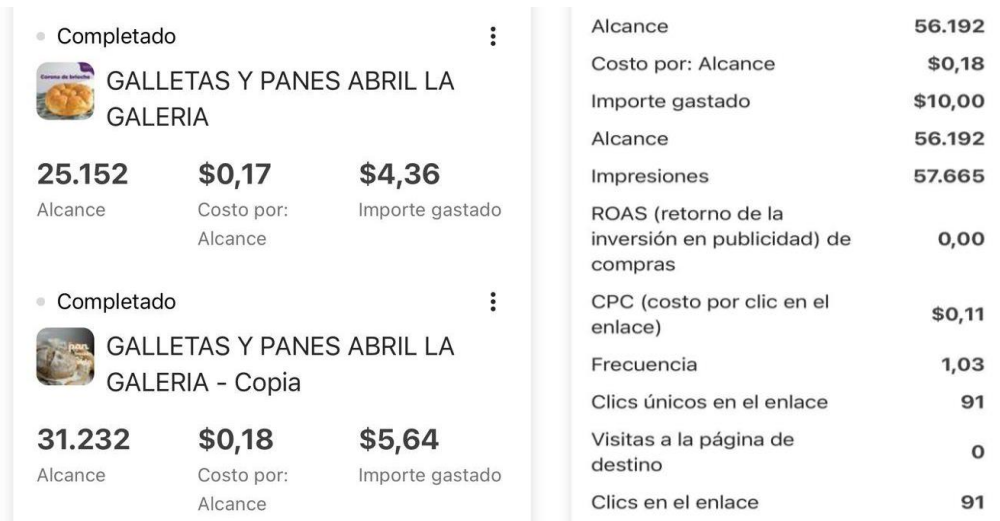 Completado
Corona de brioche
GALLETAS Y PANES ABRIL LA
GALERIA
25.152
$0,17
$4,36
Alcance
Costo por:
Alcance
Importe gastado
Completado
pan
GALLETAS Y PANES ABRIL LA
GALERIA - Copia
31.232
$0,18
$5,64
Alcance
Costo por:
Alcance
Importe gastado
Alcance 56.192
Costo por: Alcance $0,18
Importe gastado $10,00
Alcance 56.192
Impresiones 57.665
ROAS (retorno de la
inversión en publicidad) de 0,00
compras
CPC (costo por clic en el
enlace) $0,11
Frecuencia 1,03
Clics únicos en el enlace 91
Visitas a la página de
destino 0
Clics en el enlace 91